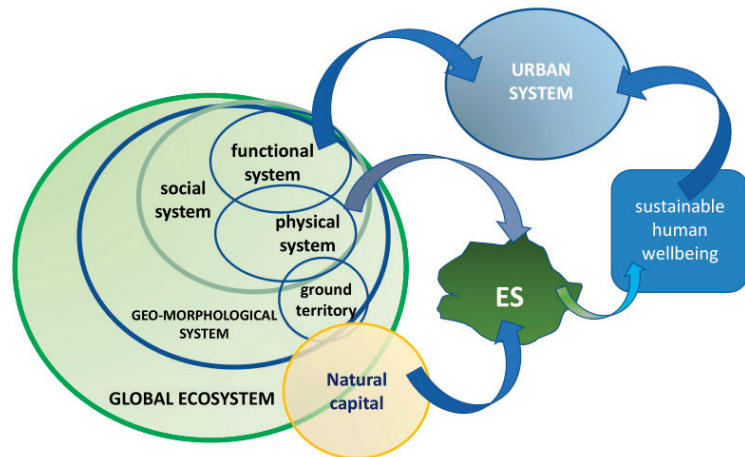 URBAN
SYSTEM
functional
system
social
system
physical
system
sustainable
human
wellbeing
ground
territory
ES
GEO-MORPHOLOGICAL
SYSTEM
Natural
capital
GLOBAL ECOSYSTEM